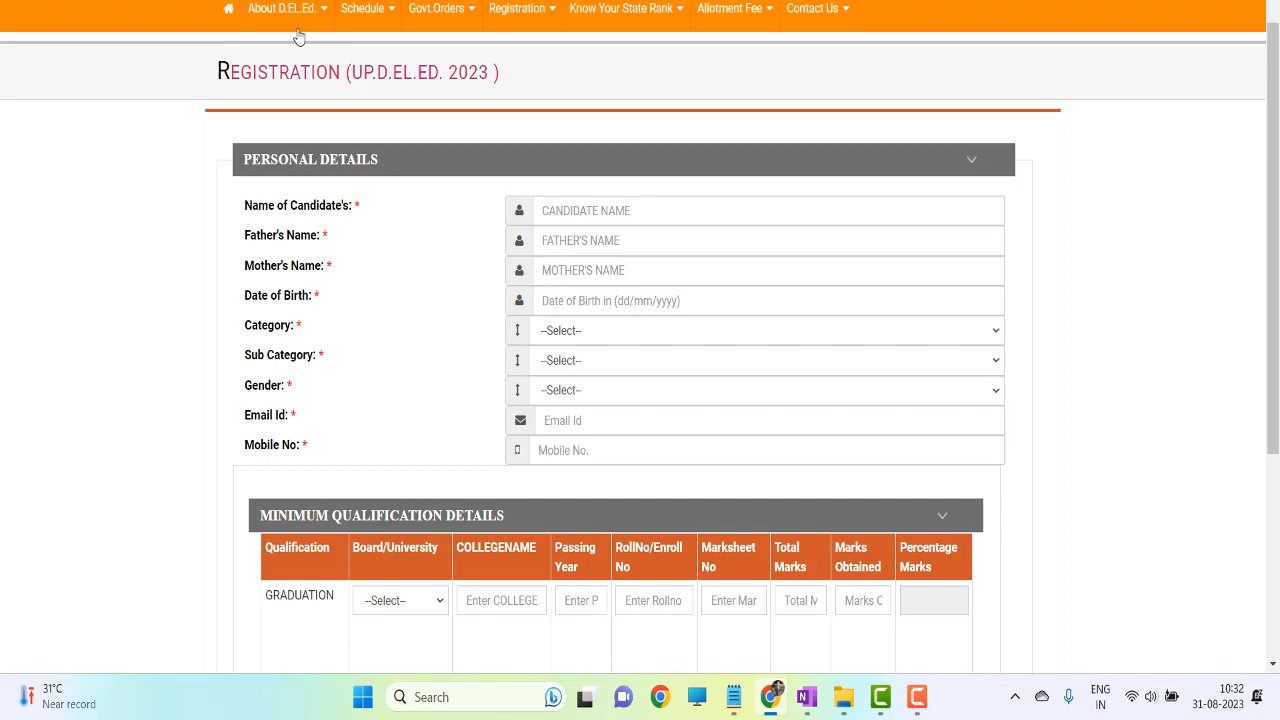 About D.EL.Ed. Schedule Govt.Orders Registration Know Your State Rank Allotment Fee Contact Us
REGISTRATION (UP.D.EL.ED. 2023 )
PERSONAL DETAILS
Name of Candidate's: * CANDIDATE NAME
Father's Name: * FATHER'S NAME
Mother's Name: * MOTHER'S NAME
Date of Birth: * Date of Birth in (dd/mm/yyyy)
Category: * --Select--
Sub Category: * --Select--
Gender: * --Select--
Email Id: * Email Id
Mobile No: * Mobile No.
MINIMUM QUALIFICATION DETAILS
Qualification Board/University COLLEGENAME Passing Year RollNo/Enroll No Marksheet No Total Marks Marks Obtained Percentage Marks
GRADUATION --Select-- Enter COLLEGE Enter P Enter Rollno Enter Mar Total M Marks C
31°C
Near record
Search
ENG
IN
10:32
31-08-2023